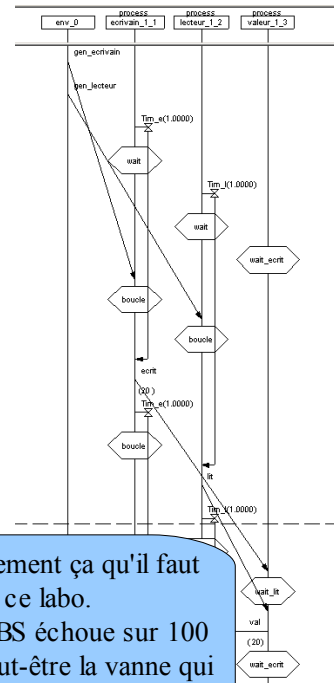 process process process
env_0 ecrivain_1_1 lecteur_1_2 valeur_1_3
gen_ecrivain
gen_lecteur
Tim_e(1.0000)
wait
Tim_l(1.0000)
wait
wait_ecrit
boucle
boucle
ecrit
(20 )
Tim_e(1.0000)
boucle
lit
Tim_l(1.0000)
ement ça qu'il faut
ce labo.
wait_lit
BS échoue sur 100
val
ut-être la vanne qui
(20 )
wait_ecrit